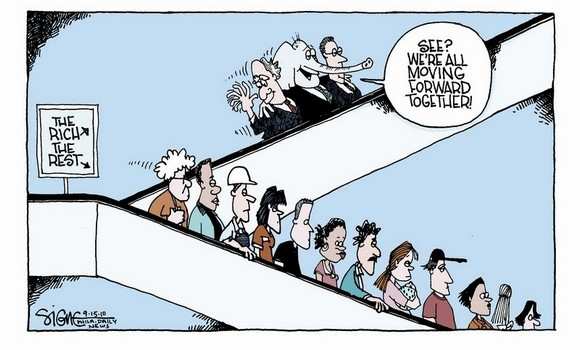 SEE?
WE'RE ALL
MOVING
FORWARD
TOGETHER!
THE
RICH
THE
REST
SIGNE
9-15-10
PHILA. DAILY
NEWS